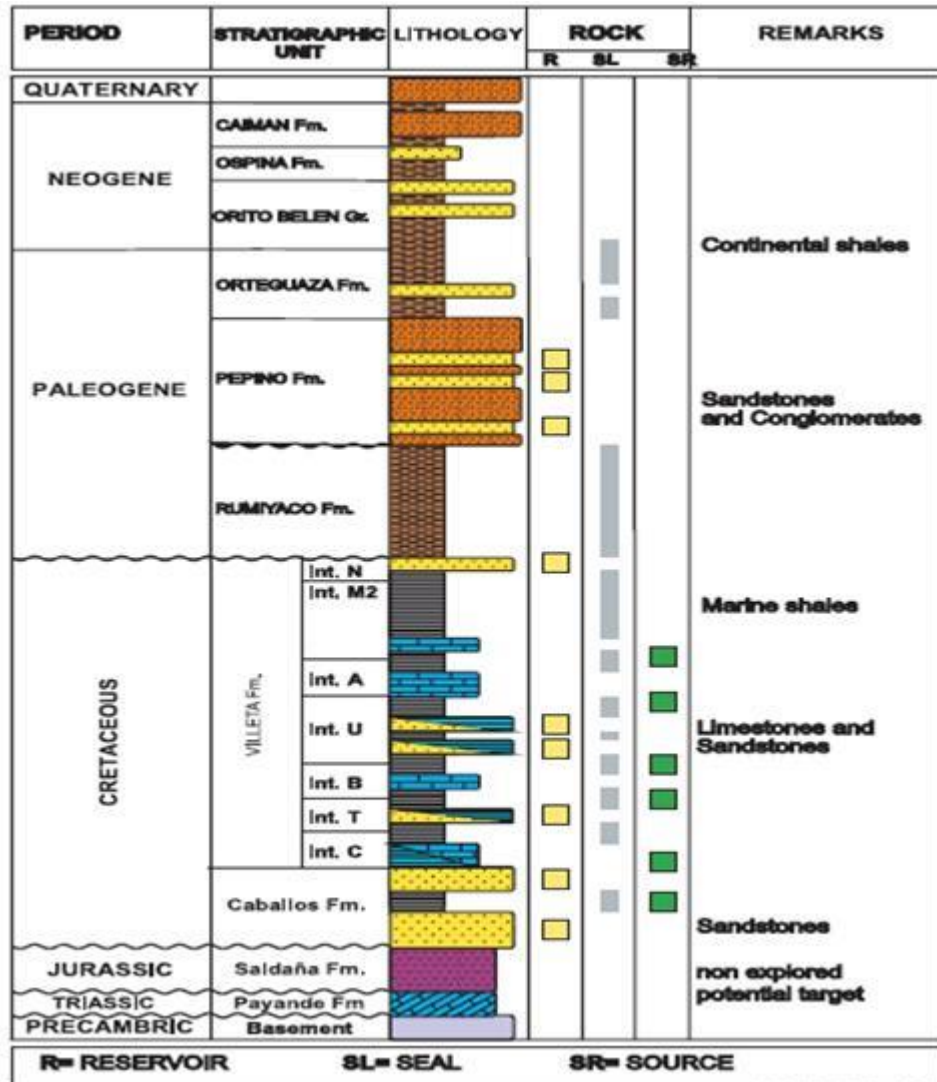 PERIOD
STRATIGRAPHIC
UNIT
LITHOLOGY
ROCK
R SL SR
REMARKS
QUATERNARY
NEOGENE
CAIMAN Fm.
OSPINA Fm.
ORITO BELEN Gr.
Continental shales
PALEOGENE
ORTEGUAZA Fm.
PEPINO Fm.
Sandstones
and Conglomerates
RUMIYACO Fm.
CRETACEOUS
VILLETA Fm.
Int. N
Int. M2
Marine shales
Int. A
Int. U
Limestones and
Sandstones
Int. B
Int. T
Int. C
Caballos Fm.
Sandstones
JURASSIC
Saldaña Fm.
non explored
potential target
TRIASSIC
Payande Fm
PRECAMBRIC
Basement
R= RESERVOIR SL= SEAL SR= SOURCE